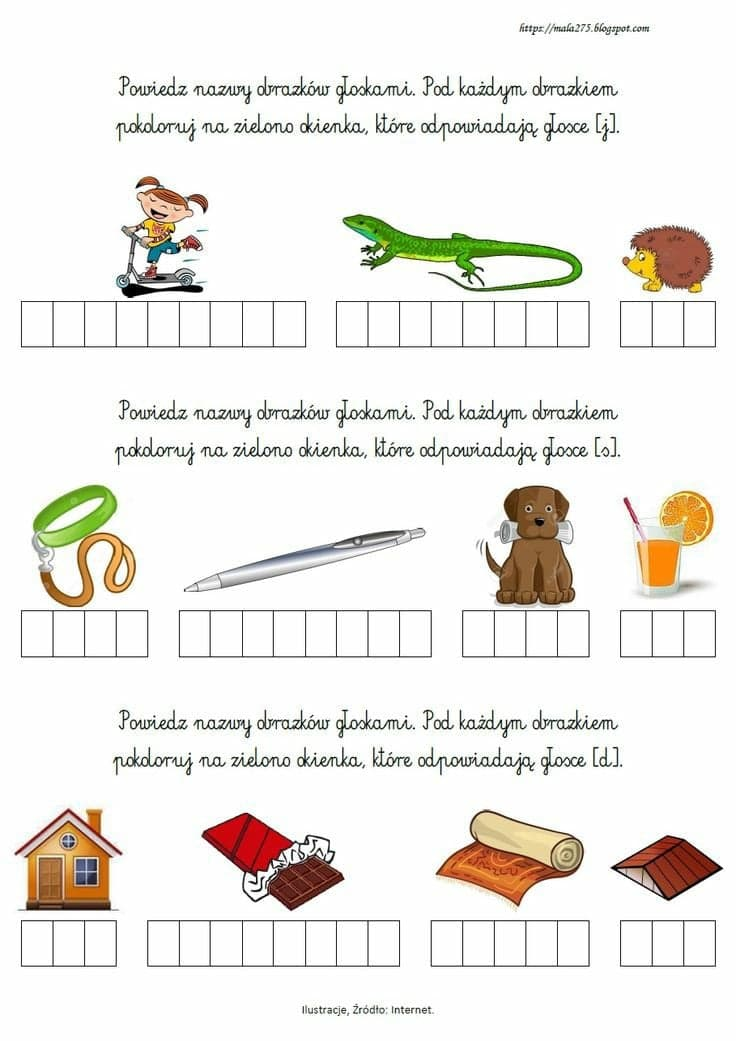 https://mala275.blogspot.com
Powiedz nazwy obrazków głoskami. Pod każdym obrazkiem
pokoloruj na zielono okienka, które odpowiadają głosce [j].
Powiedz nazwy obrazków głoskami. Pod każdym obrazkiem
pokoloruj na zielono okienka, które odpowiadają głosce [s].
Powiedz nazwy obrazków głoskami. Pod każdym obrazkiem
pokoloruj na zielono okienka, które odpowiadają głosce [d].
Ilustracje, Źródło: Internet.